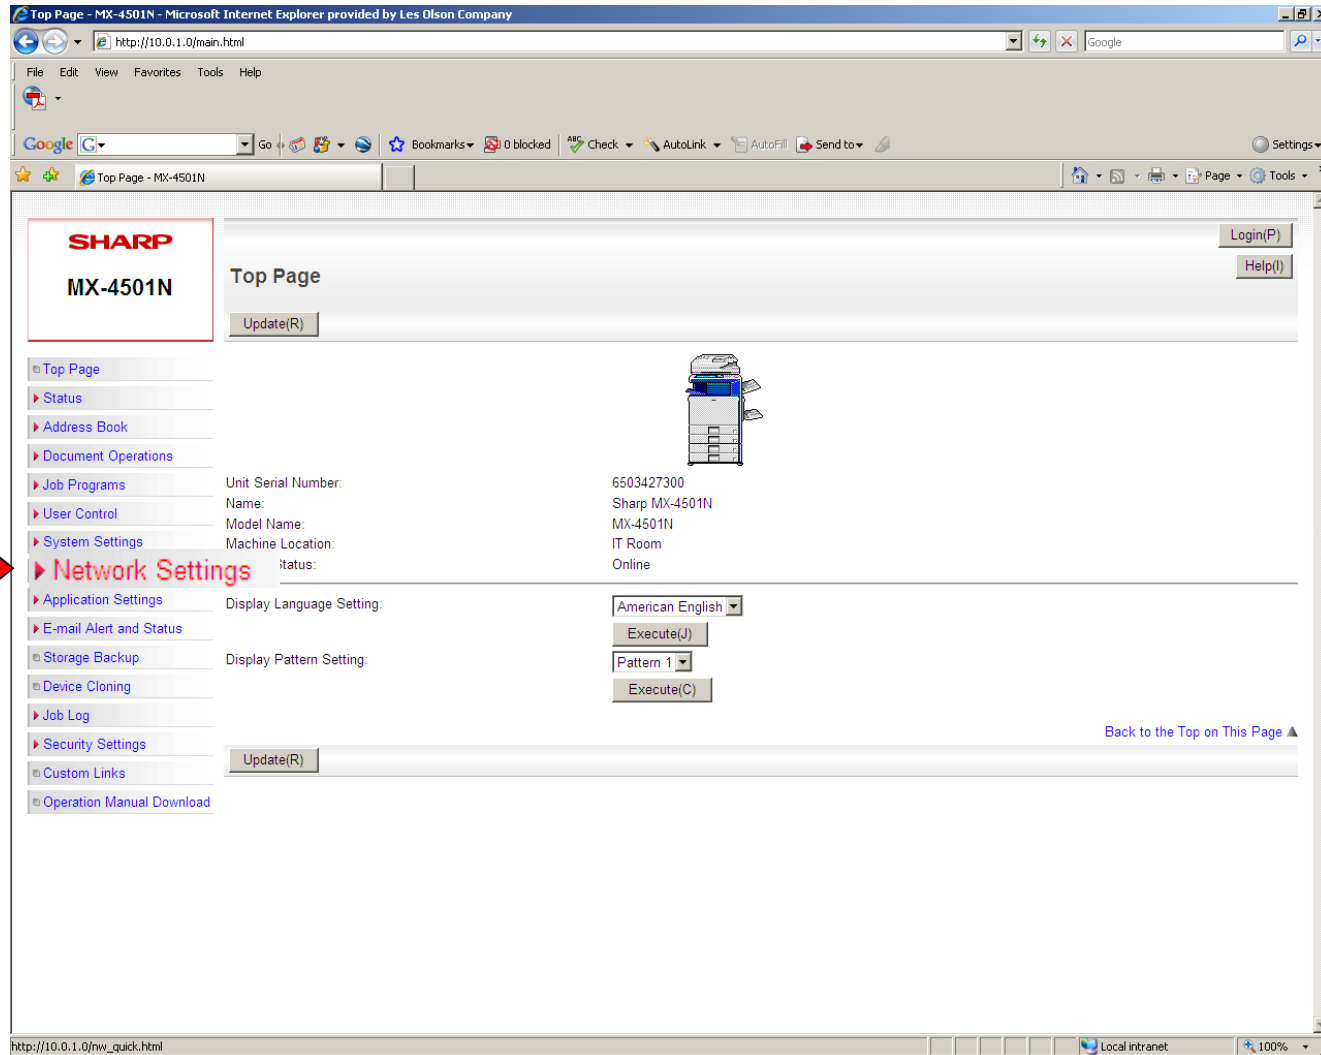 Top Page - MX-4501N - Microsoft Internet Explorer provided by Les Olson Company
http://10.0.1.0/main.html
Google
File Edit View Favorites Tools Help
Google G Go Bookmarks 0 blocked ABC Check AutoLink AutoFill Send to Settings
Top Page - MX-4501N
Page Tools
SHARP
MX-4501N
Login(P)
Help(I)
Top Page
Update(R)
Top Page
Status
Address Book
Document Operations
Job Programs
User Control
System Settings
Network Settings
Application Settings
E-mail Alert and Status
Storage Backup
Device Cloning
Job Log
Security Settings
Custom Links
Operation Manual Download
Unit Serial Number: 6503427300
Name: Sharp MX-4501N
Model Name: MX-4501N
Machine Location: IT Room
Status: Online
Display Language Setting: American English
Execute(J)
Display Pattern Setting: Pattern 1
Execute(C)
Back to the Top on This Page
Update(R)
http://10.0.1.0/nw_quick.html
Local intranet
100%